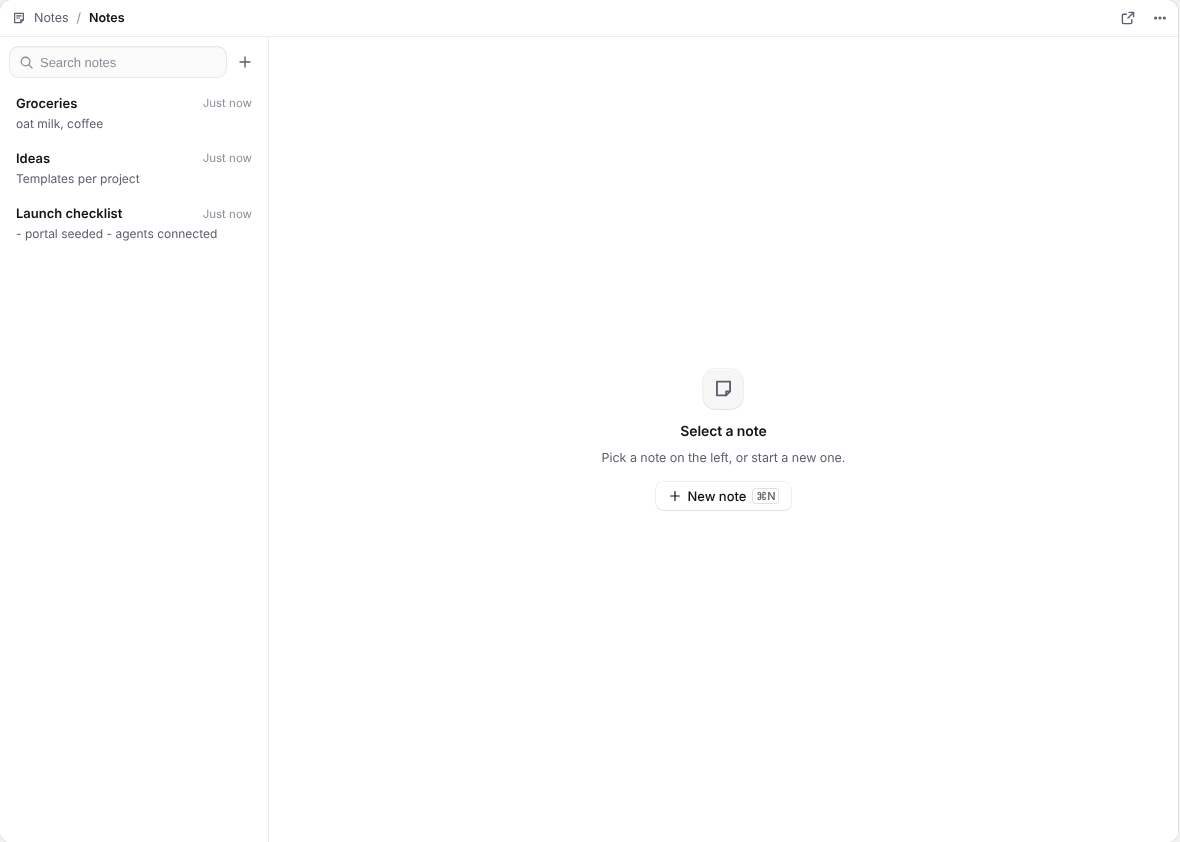 Notes / Notes
Search notes
Groceries Just now
oat milk, coffee
Ideas Just now
Templates per project
Launch checklist Just now
- portal seeded - agents connected
Select a note
Pick a note on the left, or start a new one.
New note ⌘N